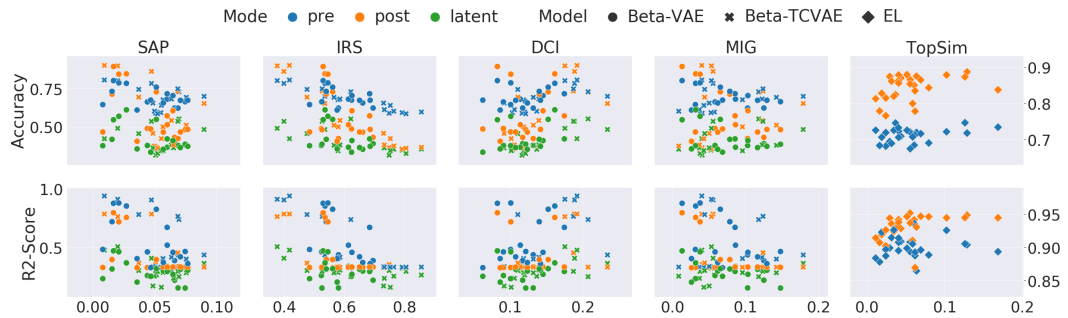 Mode pre post latent Model Beta-VAE Beta-TCVAE EL
SAP IRS DCI MIG TopSim
Accuracy
0.75
0.50
0.9
0.8
0.7
R2-Score
1.0
0.5
0.95
0.90
0.85
0.00 0.05 0.10 0.4 0.6 0.8 0.1 0.2 0.0 0.1 0.2 0.0 0.1 0.2